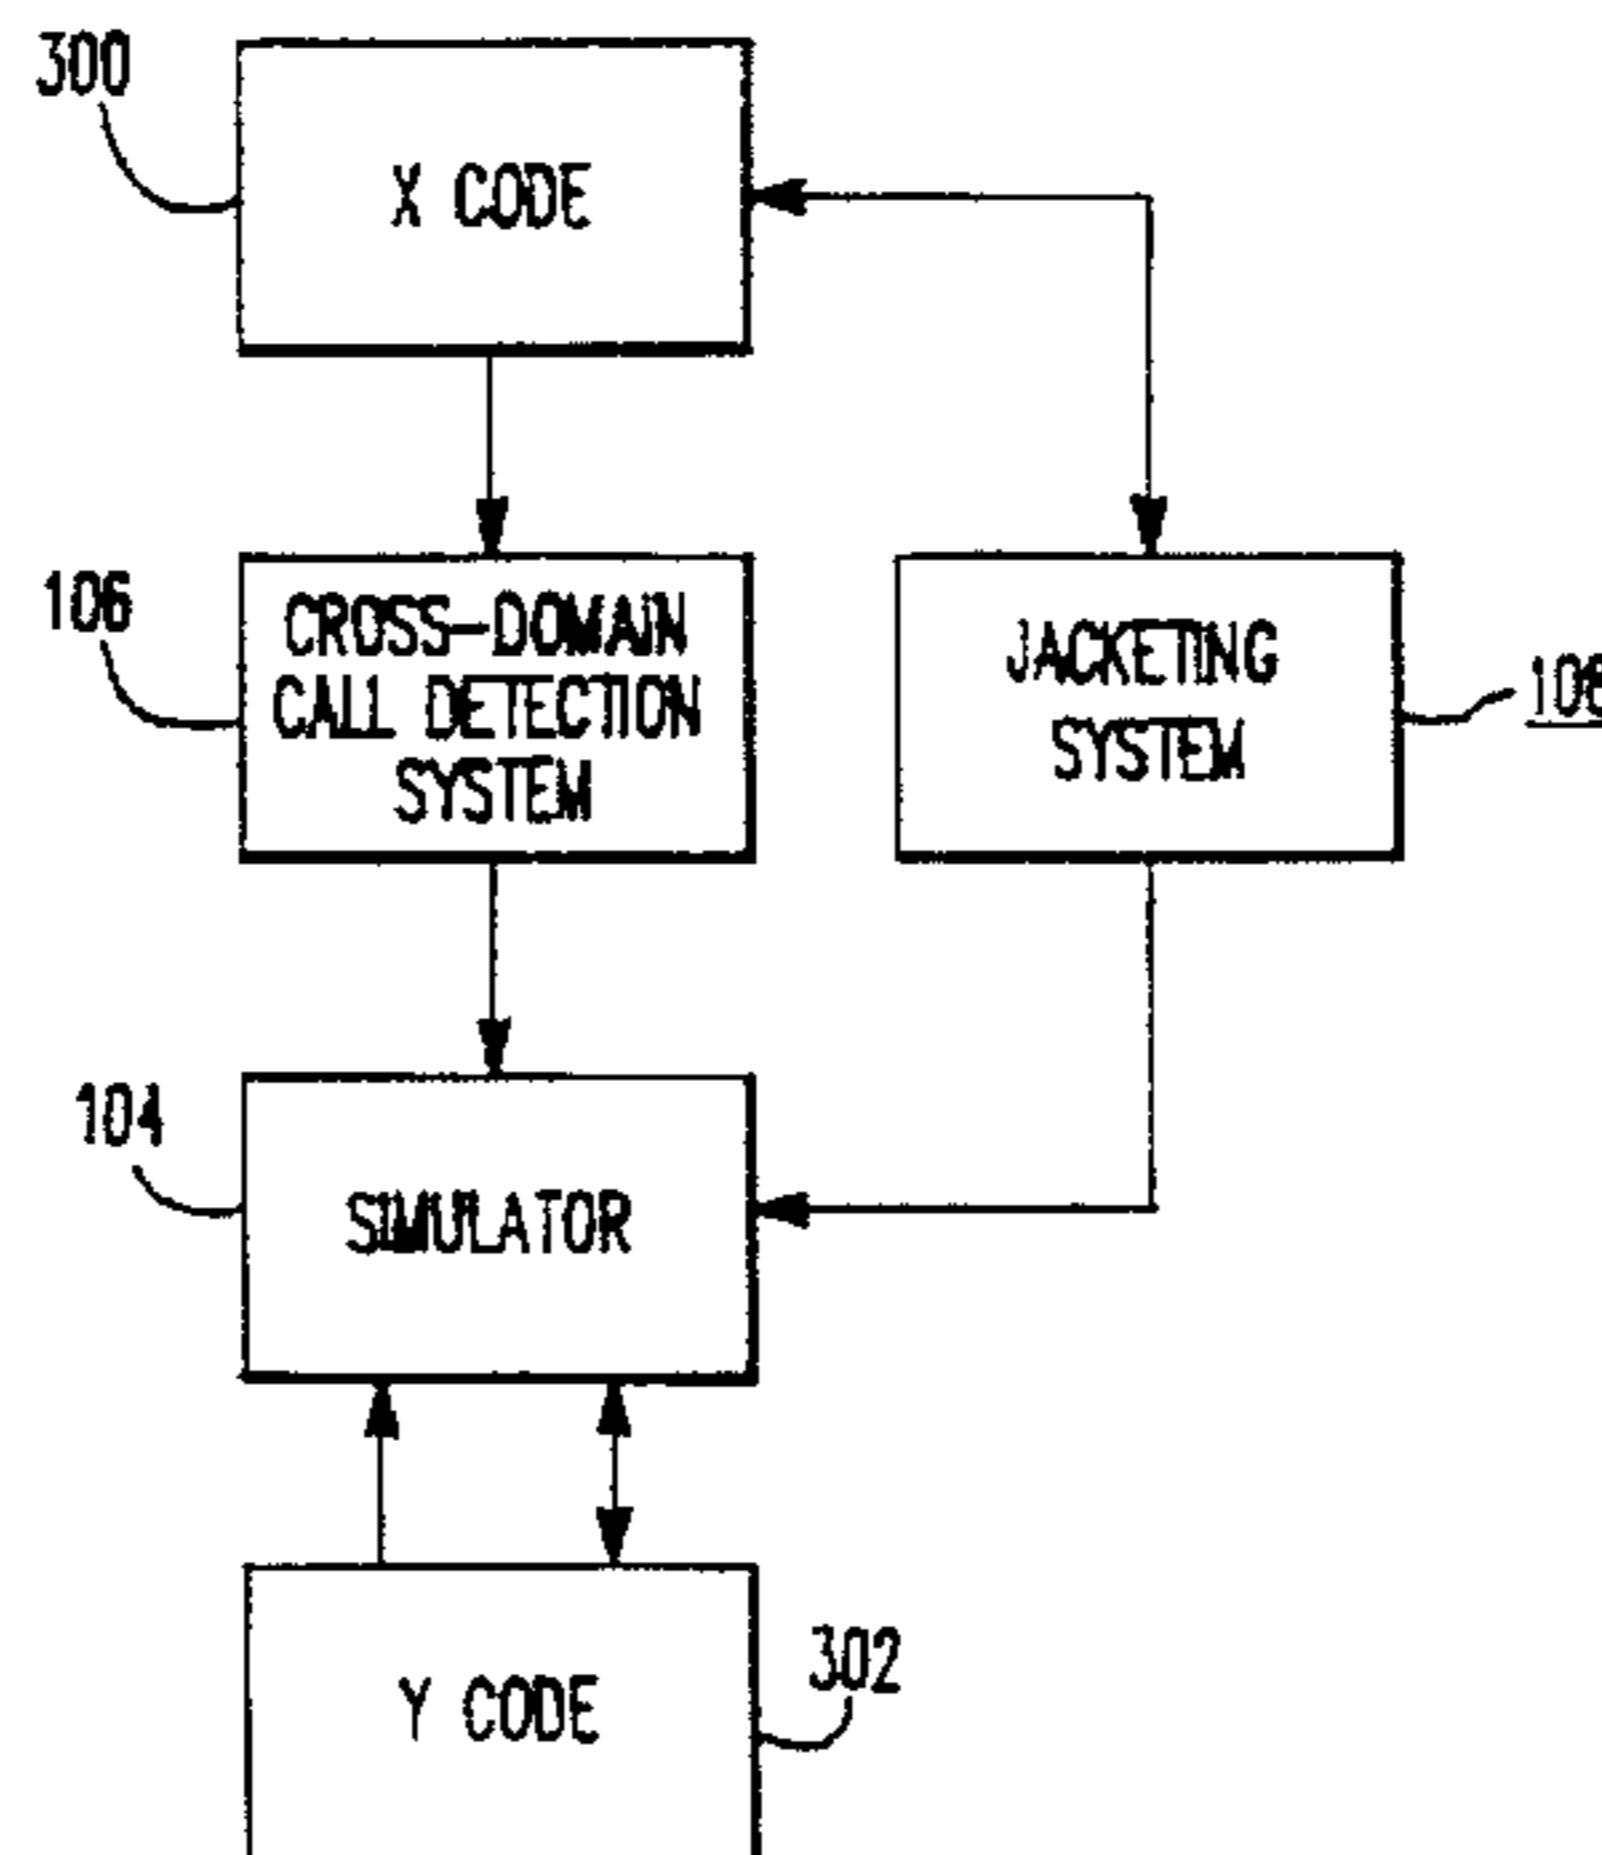 300
X CODE
106
CROSS-DOMAIN
CALL DETECTION
SYSTEM
JACKETING
SYSTEM
104
SIMULATOR
Y CODE
302